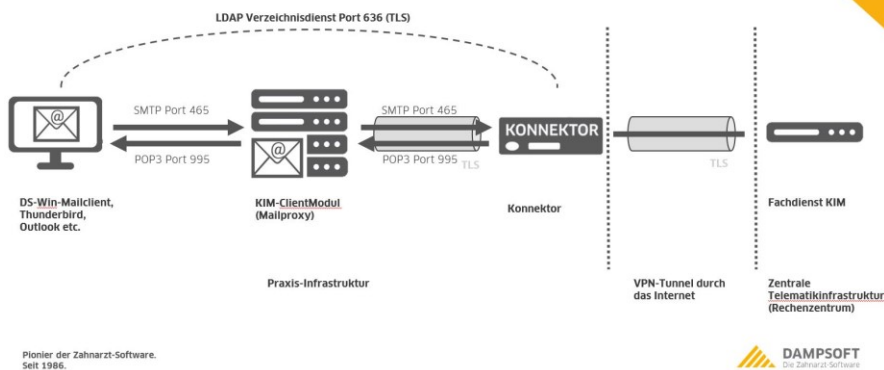 LDAP Verzeichnisdienst Port 636 (TLS)
@
SMTP Port 465
POP3 Port 995
@
SMTP Port 465
POP3 Port 995
TLS
KONNEKTOR
TLS
DS-Win-Mailclient,
Thunderbird,
Outlook etc.
KIM-ClientModul
(Mailproxy)
Konnektor
Fachdienst KIM
Praxis-Infrastruktur
VPN-Tunnel durch
das Internet
Zentrale
Telematikinfrastruktur
(Rechenzentrum)
Pionier der Zahnarzt-Software.
Seit 1986.
DAMPSOFT
Die Zahnarzt-Software